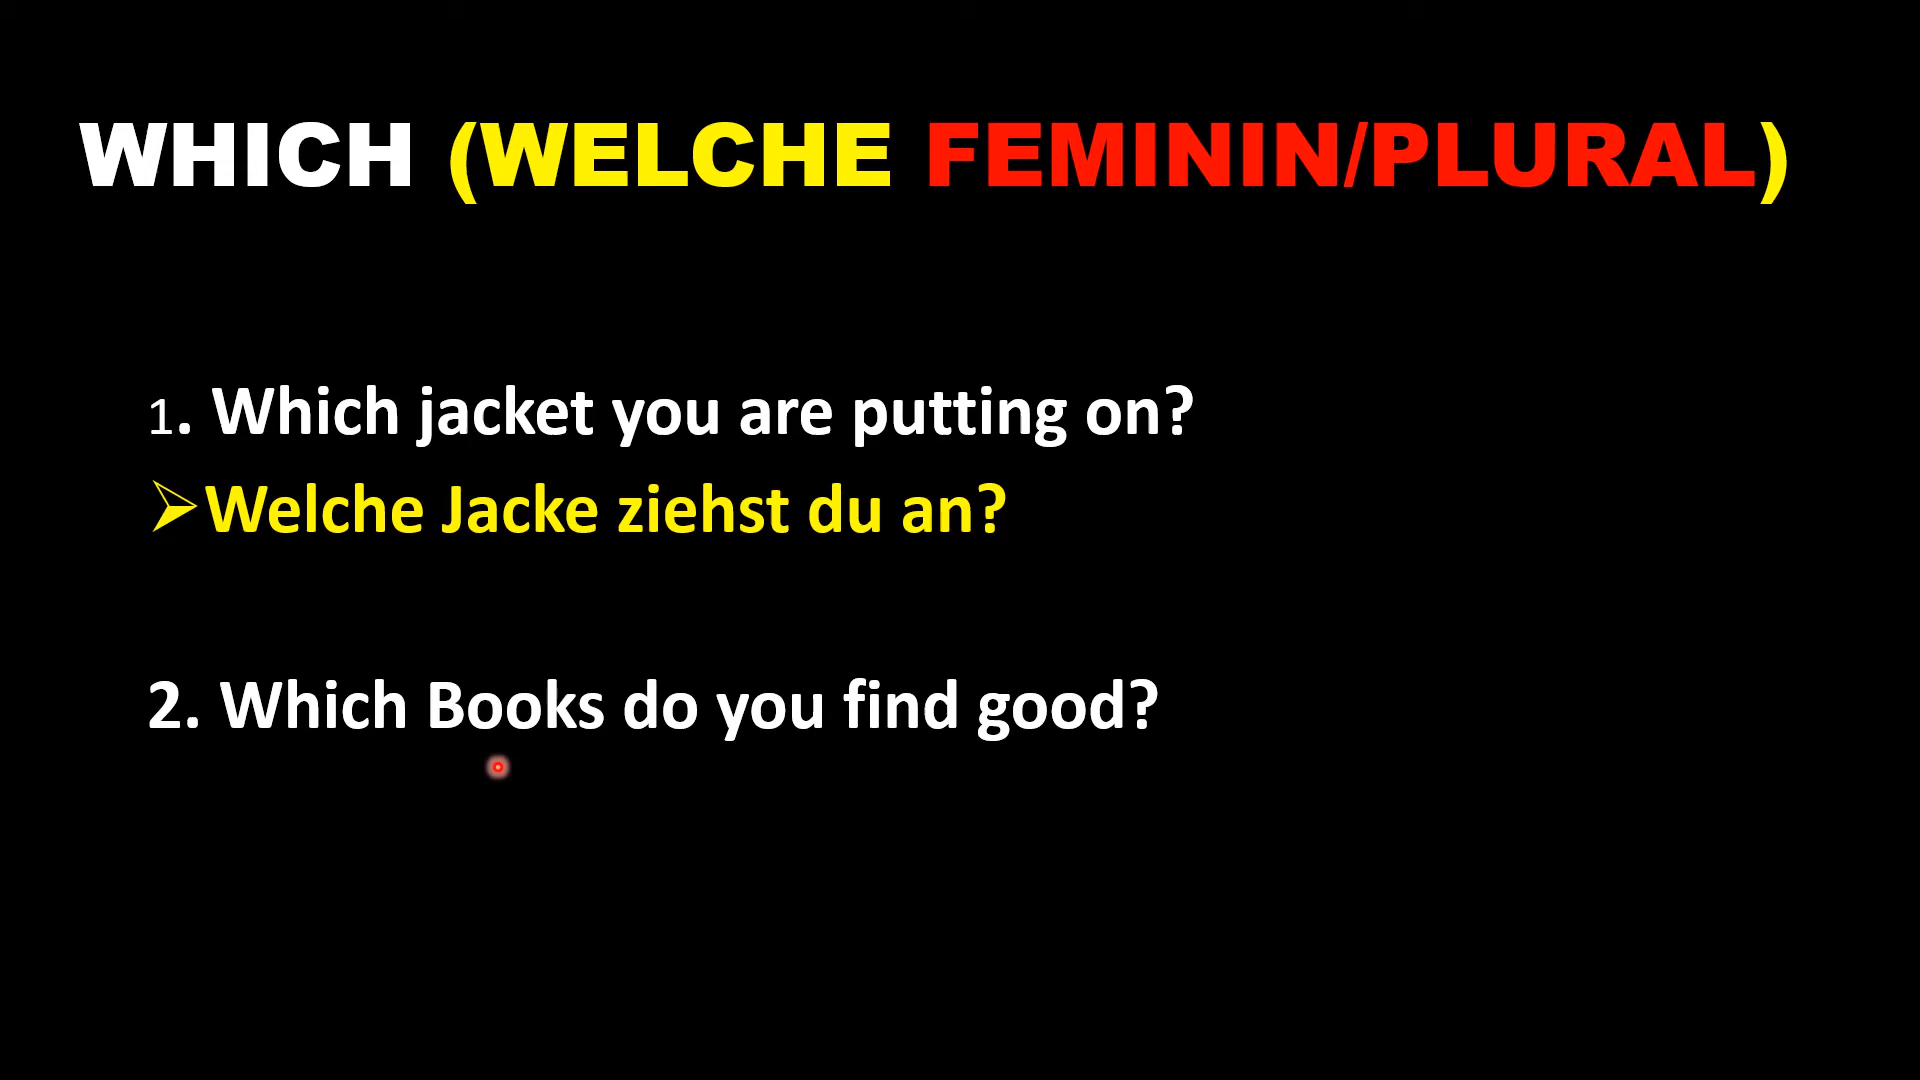 WHICH (WELCHE FEMININ/PLURAL)
1. Which jacket you are putting on?
Welche Jacke ziehst du an?
2. Which Books do you find good?